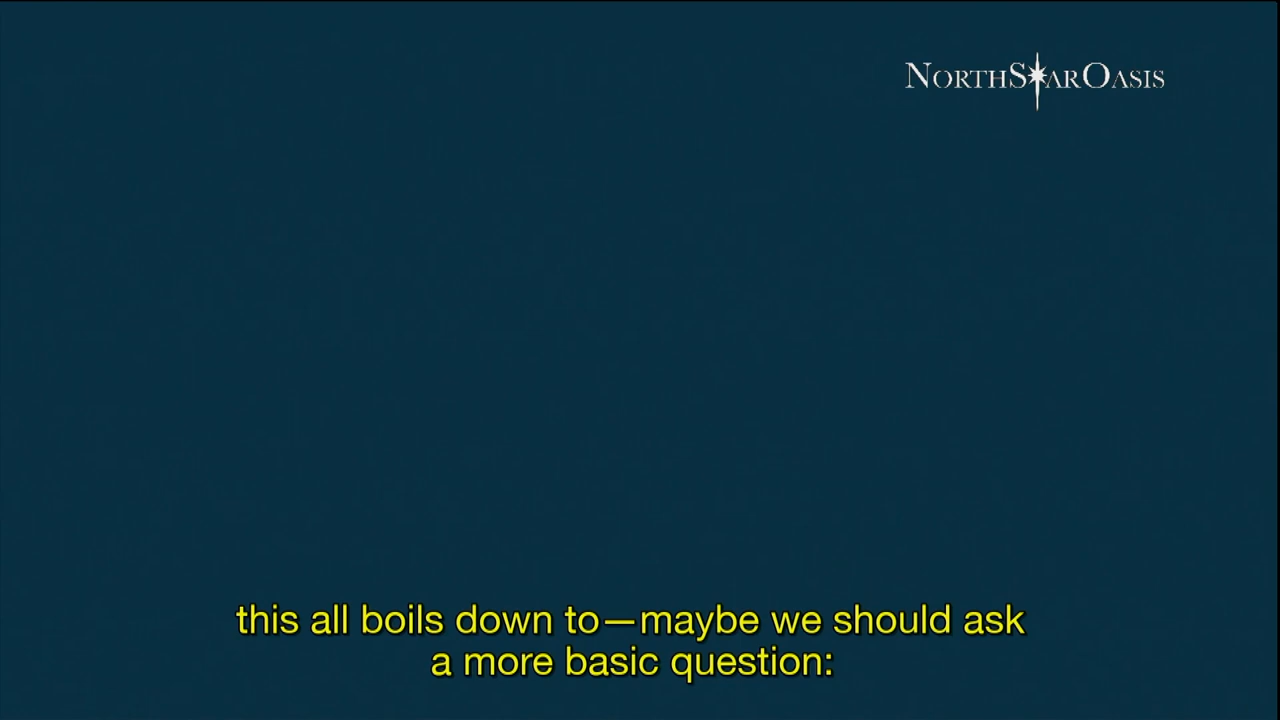 NORTHSTAROASIS
this all boils down to—maybe we should ask
a more basic question: